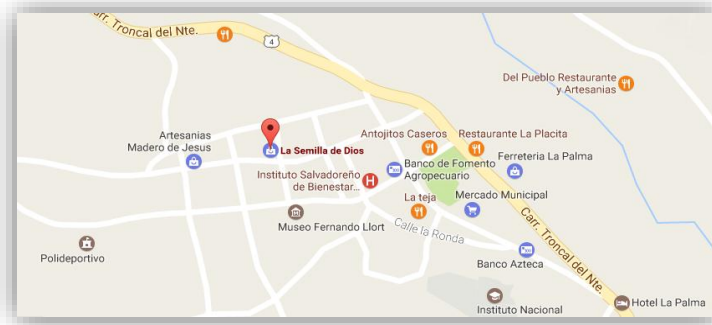 Carr. Troncal del Nte.
4
Del Pueblo Restaurante
y Artesanias
Artesanias
Madero de Jesus
La Semilla de Dios
Antojitos Caseros
Restaurante La Placita
Instituto Salvadoreño
de Bienestar...
H
Banco de Fomento
Agropecuario
Ferreteria La Palma
La teja
Mercado Municipal
Museo Fernando Llort
Calle la Ronda
Carr. Troncal del Nte.
Polideportivo
Banco Azteca
Instituto Nacional
Hotel La Palma